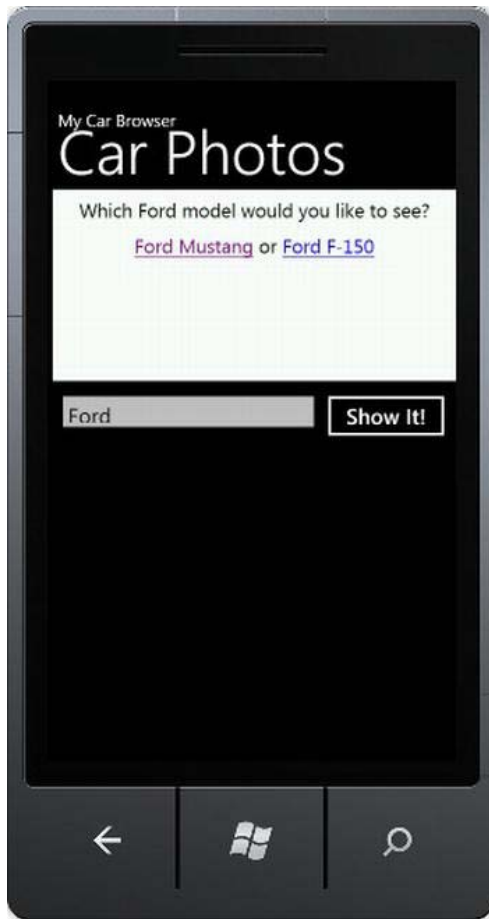 My Car Browser
Car Photos
Which Ford model would you like to see?
Ford Mustang or Ford F-150
Ford
Show It!